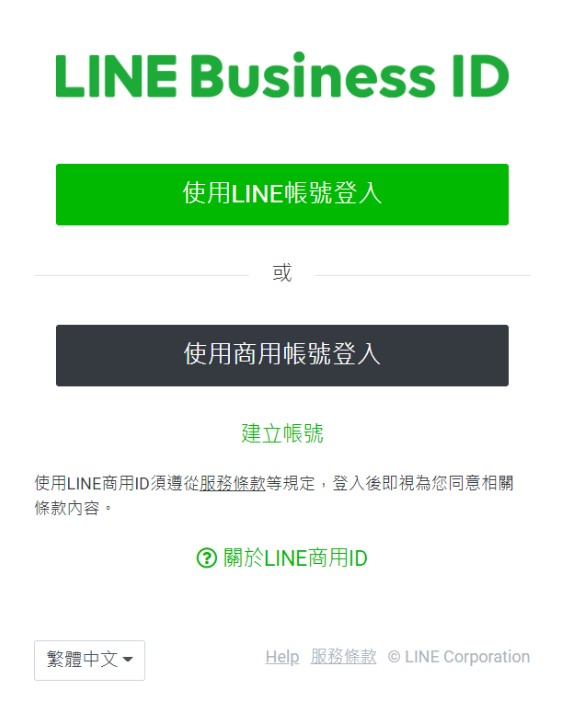 LINE Business ID
使用LINE帳號登入
或
使用商用帳號登入
建立帳號
使用LINE商用ID須遵從服務條款等規定，登入後即視為您同意相關
條款內容。
關於LINE商用ID
繁體中文 Help 服務條款 © LINE Corporation